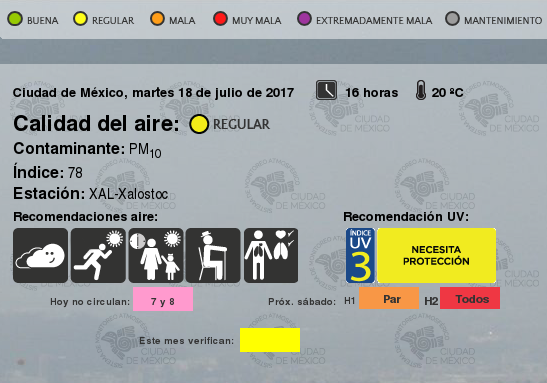 BUENA REGULAR MALA MUY MALA EXTREMADAMENTE MALA MANTENIMIENTO
Ciudad de México, martes 18 de julio de 2017 16 horas 20 ºC
Calidad del aire: REGULAR
Contaminante: PM10
Índice: 78
Estación: XAL-Xalostoc
Recomendaciones aire: Recomendación UV:
ÍNDICE
UV
3
NECESITA
PROTECCIÓN
Hoy no circulan: 7 y 8 Próx. sábado: H1 Par H2 Todos
Este mes verifican:
MONITOREO ATMOSFÉRICO
CIUDAD
DE MÉXICO